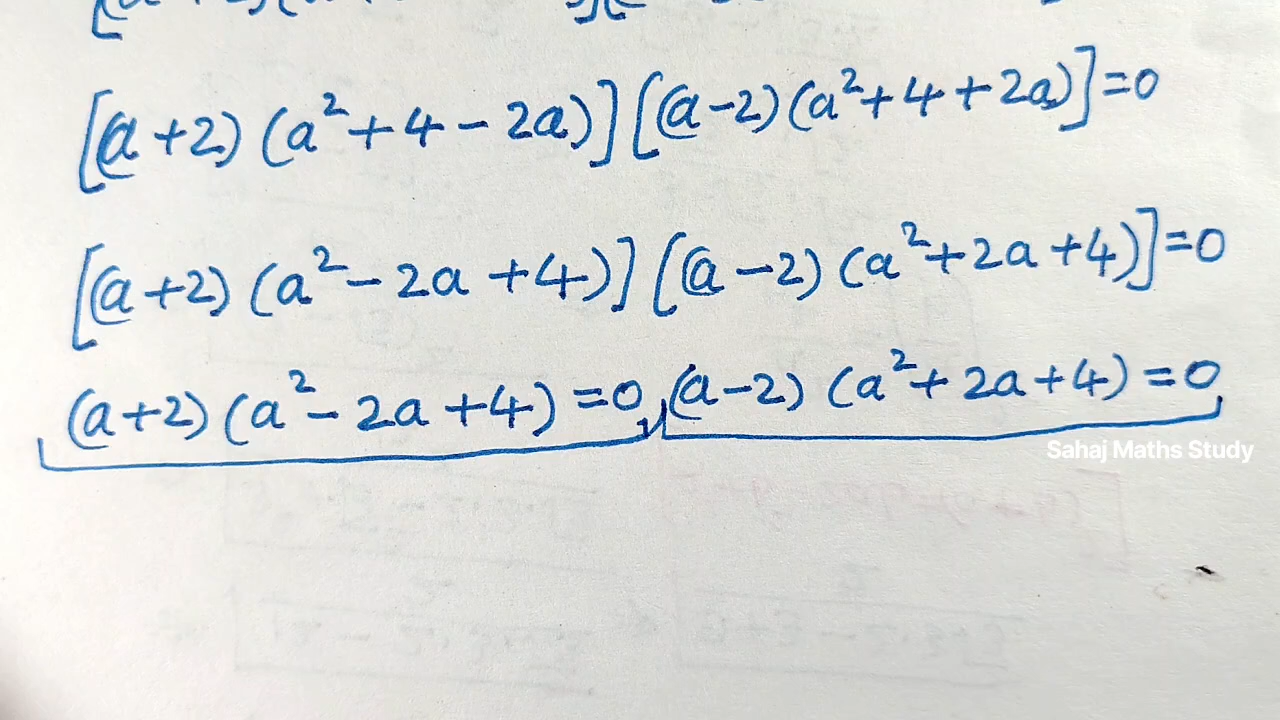 [(a+2)(a²+4-2a)][(a-2)(a²+4+2a)]=0
[(a+2)(a²-2a+4)][(a-2)(a²+2a+4)]=0
(a+2)(a²-2a+4)=0, (a-2)(a²+2a+4)=0
Sahaj Maths Study